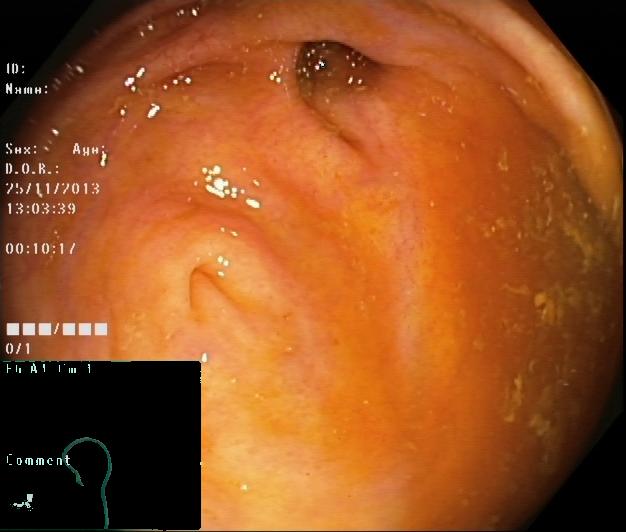 ID:
Name:
Sex: Age:
D.O.B.:
25/11/2013
13:03:39
00:10:17
■■■/■■■
0/1
Comment